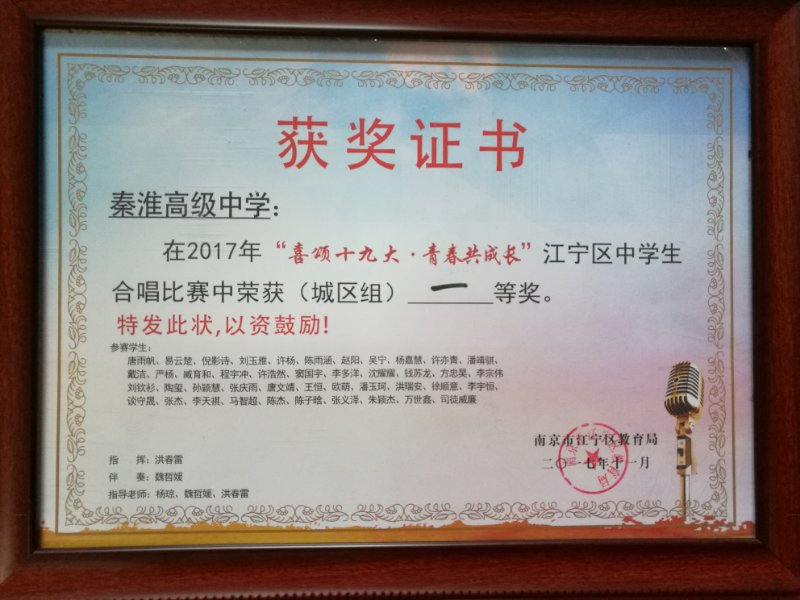 获奖证书
秦淮高级中学：
在2017年“喜颂十九大·青春共成长”江宁区中学生
合唱比赛中荣获（城区组）一等奖。
特发此状,以资鼓励!
参赛学生：
唐雨帆、易云楚、倪影诗、刘玉雅、许杨、陈雨涵、赵阳、吴宁、杨嘉慧、许亦青、潘靖骐、
戴洁、严杨、臧育和、程宇冲、许浩然、窦国宇、李多洋、沈耀耀、钱苏龙、方忠昊、李宗伟
刘钦衫、陶玺、孙颖慧、张庆雨、唐文靖、王恒、欧萌、潘玉珂、洪瑞安、徐顺意、李宇恒、
谈守晟、张杰、李天祺、马智超、陈杰、陈子晗、张义泽、朱颖杰、万世鑫、司徒威廉
南京市江宁区教育局
二〇一七年十一月
指 挥：洪春雷
伴 奏：魏哲媛
指导老师：杨琼、魏哲媛、洪春雷